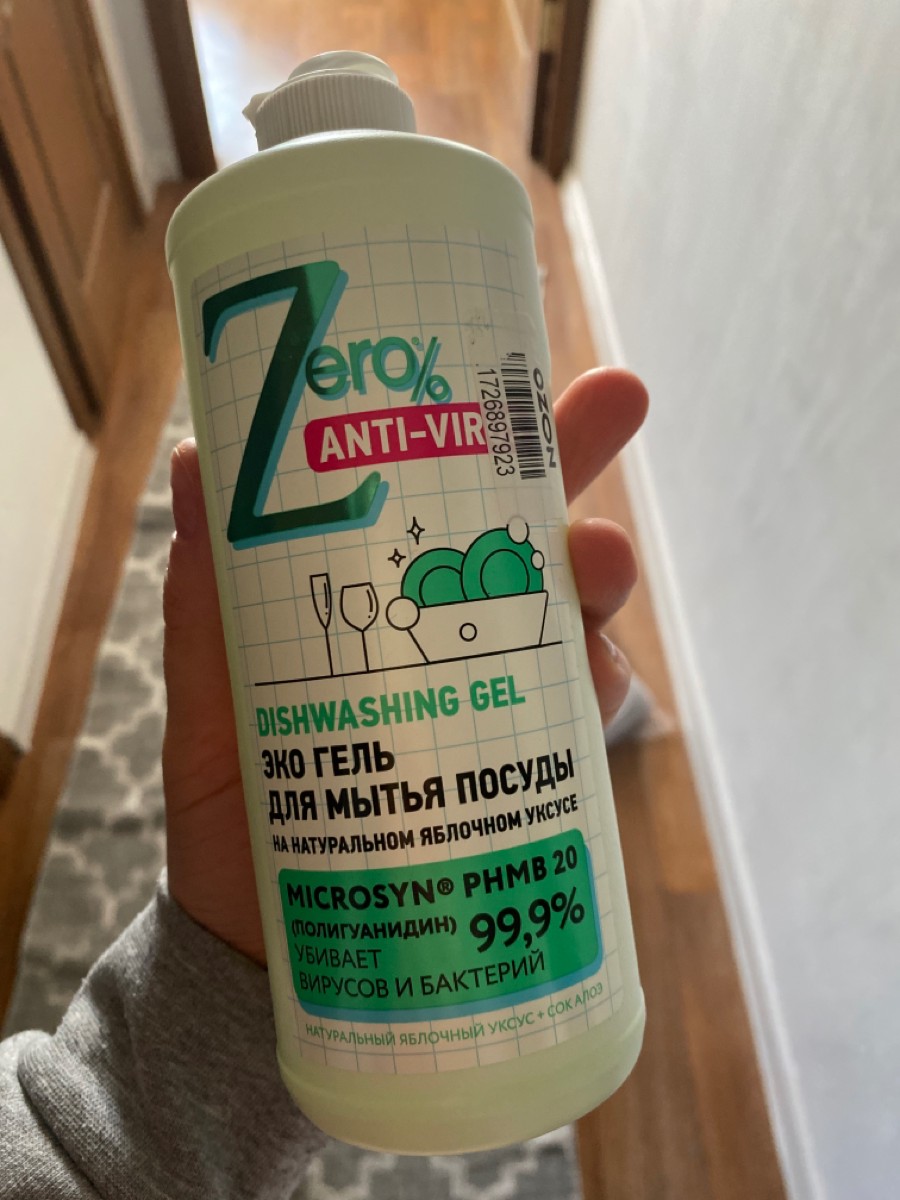 Zero%
ANTI-VIR
OZON
1726897923
DISHWASHING GEL
ЭКО ГЕЛЬ
ДЛЯ МЫТЬЯ ПОСУДЫ
НА НАТУРАЛЬНОМ ЯБЛОЧНОМ УКСУСЕ
MICROSYN® PHMB 20
(ПОЛИГУАНИДИН) 99,9%
УБИВАЕТ
ВИРУСОВ И БАКТЕРИЙ
НАТУРАЛЬНЫЙ ЯБЛОЧНЫЙ УКСУС + СОК АЛОЭ